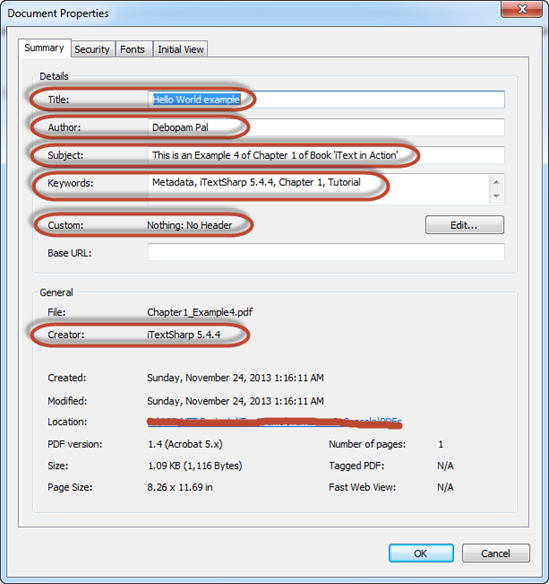 Document Properties
Summary Security Fonts Initial View
Details
Title: Hello World example
Author: Debopam Pal
Subject: This is an Example 4 of Chapter 1 of Book 'iText in Action'
Keywords: Metadata, iTextSharp 5.4.4, Chapter 1, Tutorial
Custom: Nothing: No Header Edit...
Base URL:
General
File: Chapter1_Example4.pdf
Creator: iTextSharp 5.4.4
Created: Sunday, November 24, 2013 1:16:11 AM
Modified: Sunday, November 24, 2013 1:16:11 AM
Location:
PDF version: 1.4 (Acrobat 5.x) Number of pages: 1
Size: 1.09 KB (1,116 Bytes) Tagged PDF: N/A
Page Size: 8.26 x 11.69 in Fast Web View: N/A
OK Cancel